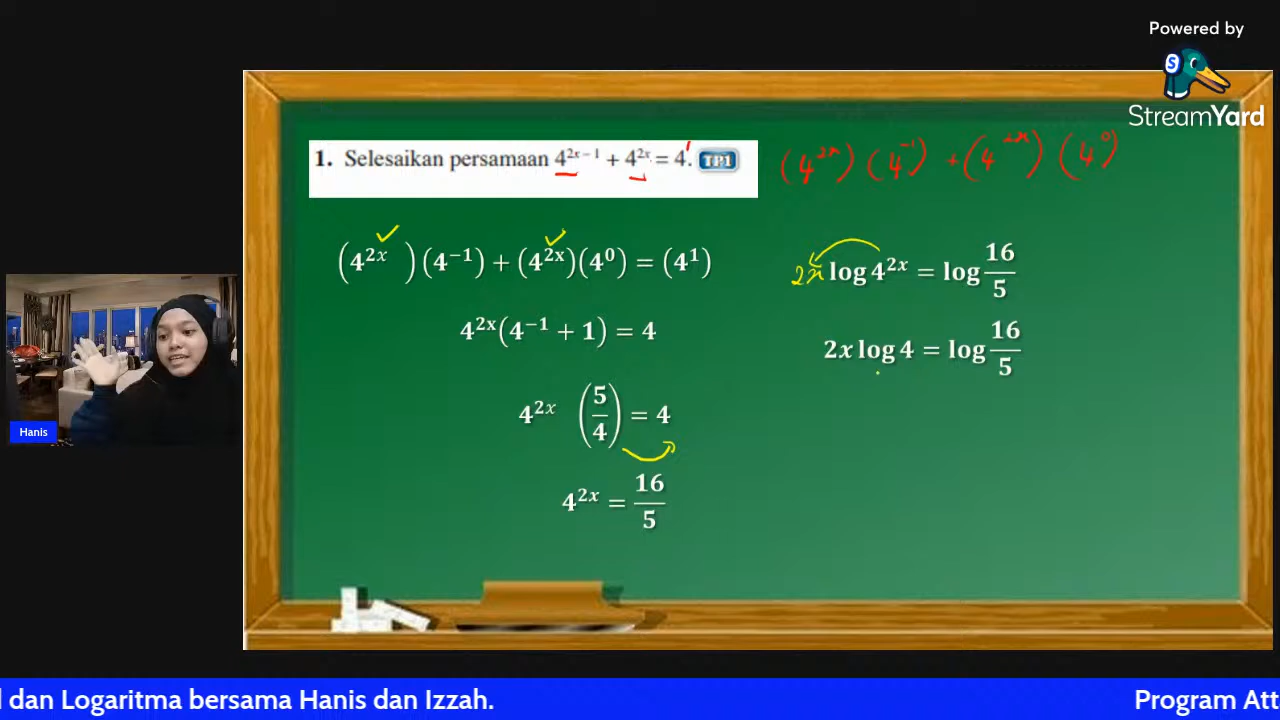 Powered by
StreamYard
1. Selesaikan persamaan 4^{2x−1} + 4^{2x} = 4. TP1
(4^{2x}) (4^{-1}) + (4^{2x}) (4^0)
(4^{2x}) (4^{−1}) + (4^{2x})(4^0) = (4^1)
4^{2x}(4^{−1} + 1) = 4
4^{2x} (5/4) = 4
4^{2x} = 16/5
2x log 4^{2x} = log 16/5
2x log 4 = log 16/5
Hanis
dan Logaritma bersama Hanis dan Izzah.
Program Att